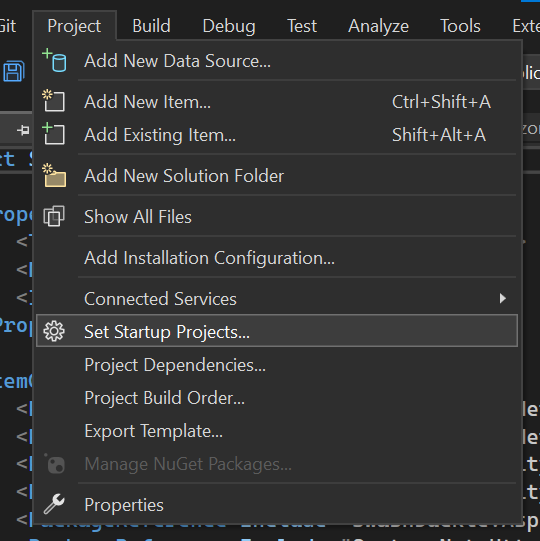 Git Project Build Debug Test Analyze Tools
Add New Data Source...
Add New Item... Ctrl+Shift+A
Add Existing Item... Shift+Alt+A
Add New Solution Folder
Show All Files
Add Installation Configuration...
Connected Services
Set Startup Projects...
Project Dependencies...
Project Build Order...
Export Template...
Manage NuGet Packages...
Properties